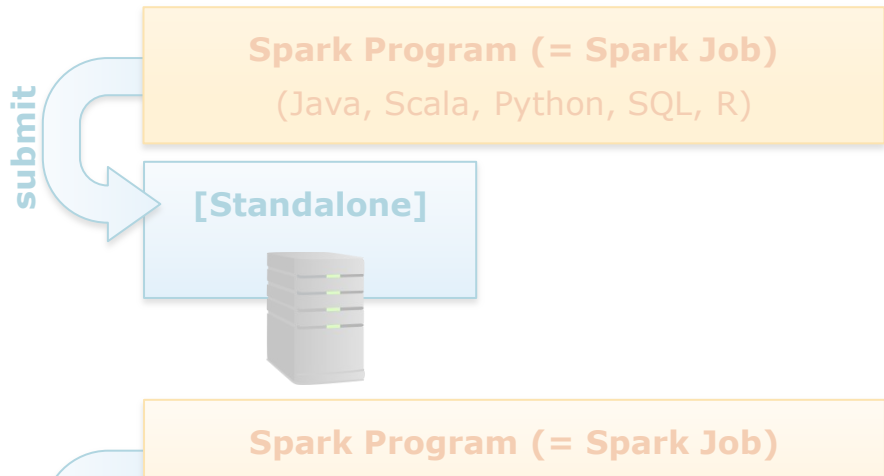 Spark Program (= Spark Job)
(Java, Scala, Python, SQL, R)
submit
[Standalone]
Spark Program (= Spark Job)